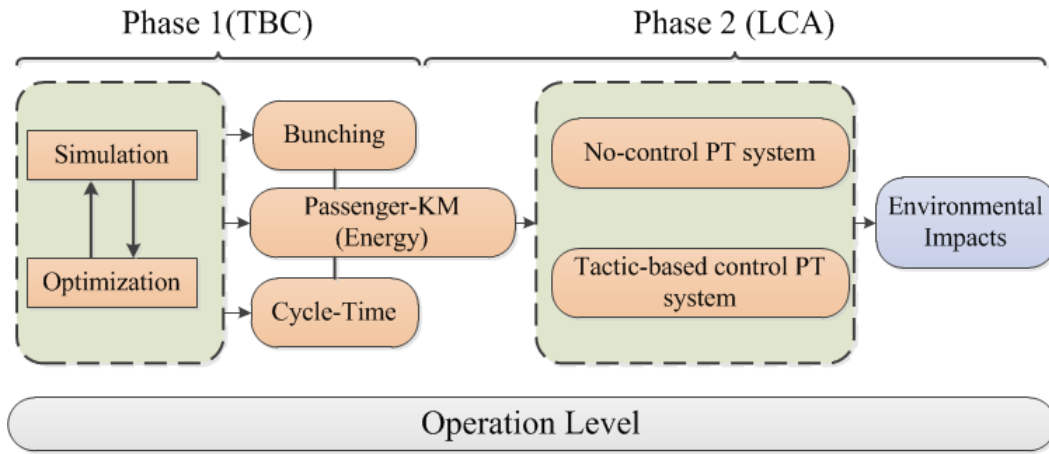 Phase 1(TBC)
Phase 2 (LCA)
Simulation
Optimization
Bunching
Passenger-KM
(Energy)
Cycle-Time
No-control PT system
Tactic-based control PT
system
Environmental
Impacts
Operation Level